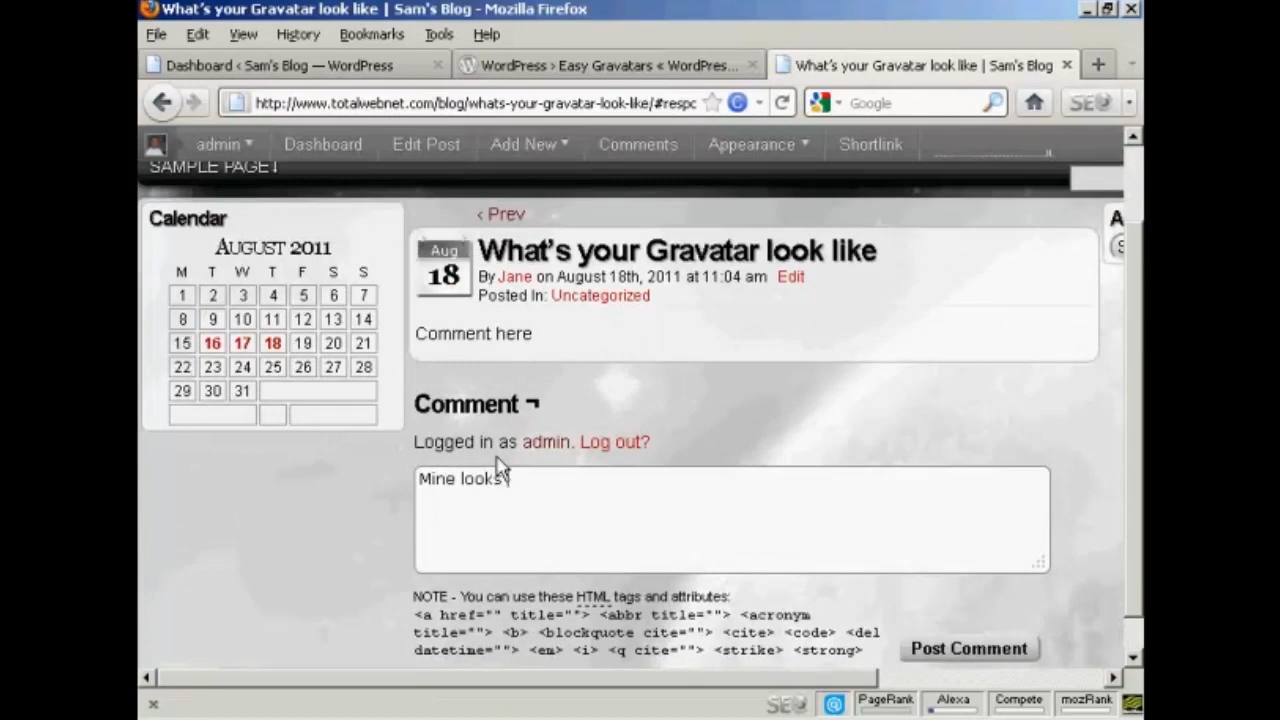 What's your Gravatar look like | Sam's Blog - Mozilla Firefox
File Edit View History Bookmarks Tools Help
Dashboard ‹ Sam's Blog — WordPress
WordPress › Easy Gravatars « WordPres...
What's your Gravatar look like | Sam's Blog
http://www.totalwebnet.com/blog/whats-your-gravatar-look-like/#respc
Google
SEO
admin Dashboard Edit Post Add New Comments Appearance Shortlink
SAMPLE PAGE
Calendar
AUGUST 2011
M T W T F S S
1 2 3 4 5 6 7
8 9 10 11 12 13 14
15 16 17 18 19 20 21
22 23 24 25 26 27 28
29 30 31
‹ Prev
Aug
18
What's your Gravatar look like
By Jane on August 18th, 2011 at 11:04 am Edit
Posted In: Uncategorized
Comment here
Comment ¬
Logged in as admin. Log out?
Mine looks
NOTE - You can use these HTML tags and attributes:
<a href="" title=""> <abbr title=""> <acronym
title=""> <b> <blockquote cite=""> <cite> <code> <del
datetime=""> <em> <i> <q cite=""> <strike> <strong>
Post Comment
A
SEO
PageRank Alexa Compete mozRank